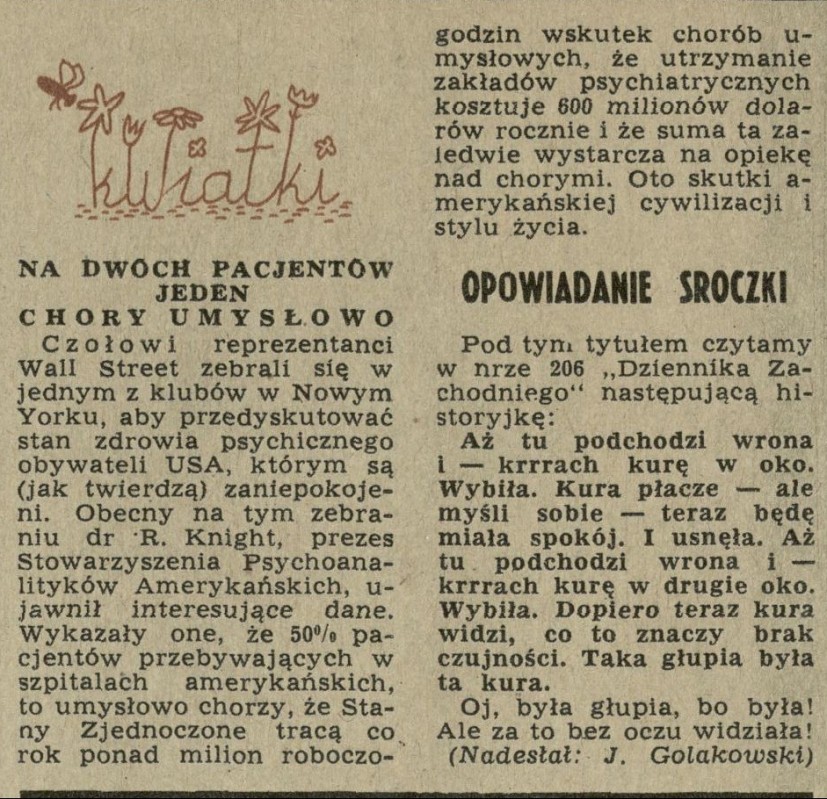 kwiatki
NA DWÓCH PACJENTÓW
JEDEN
CHORY UMYSŁOWO
Czołowi reprezentanci
Wall Street zebrali się w
jednym z klubów w Nowym
Yorku, aby przedyskutować
stan zdrowia psychicznego
obywateli USA, którym są
(jak twierdzą) zaniepokoje-
ni. Obecny na tym zebra-
niu dr R. Knight, prezes
Stowarzyszenia Psychoana-
lityków Amerykańskich, u-
jawnił interesujące dane.
Wykazały one, że 50% pa-
cjentów przebywających w
szpitalach amerykańskich,
to umysłowo chorzy, że Sta-
ny Zjednoczone tracą co
rok ponad milion roboczo-
godzin wskutek chorób u-
mysłowych, że utrzymanie
zakładów psychiatrycznych
kosztuje 600 milionów dola-
rów rocznie i że suma ta za-
ledwie wystarcza na opiekę
nad chorymi. Oto skutki a-
merykańskiej cywilizacji i
stylu życia.
OPOWIADANIE SROCZKI
Pod tym tytułem czytamy
w nrze 206 „Dziennika Za-
chodniego" następującą hi-
storyjkę:
Aż tu podchodzi wrona
i — krrrach kurę w oko.
Wybiła. Kura płacze — ale
myśli sobie — teraz będę
miała spokój. I usnęła. Aż
tu podchodzi wrona i —
krrrach kurę w drugie oko.
Wybiła. Dopiero teraz kura
widzi, co to znaczy brak
czujności. Taka głupia była
ta kura.
Oj, była głupia, bo była!
Ale za to bez oczu widziała!
(Nadesłał: J. Golakowski)